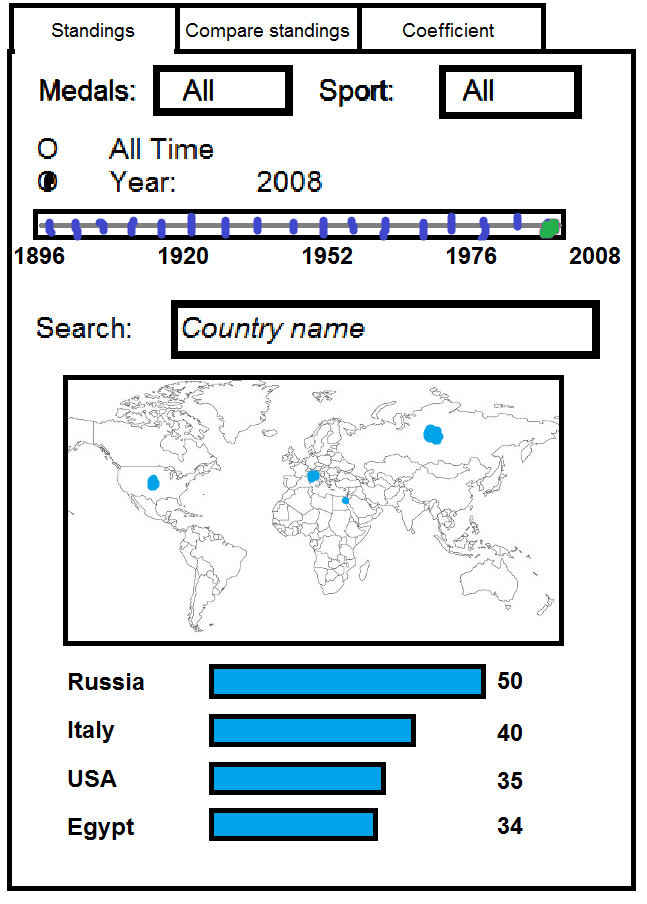 Standings Compare standings Coefficient
Medals: All Sport: All
O All Time
O Year: 2008
1896 1920 1952 1976 2008
Search: Country name
Russia 50
Italy 40
USA 35
Egypt 34